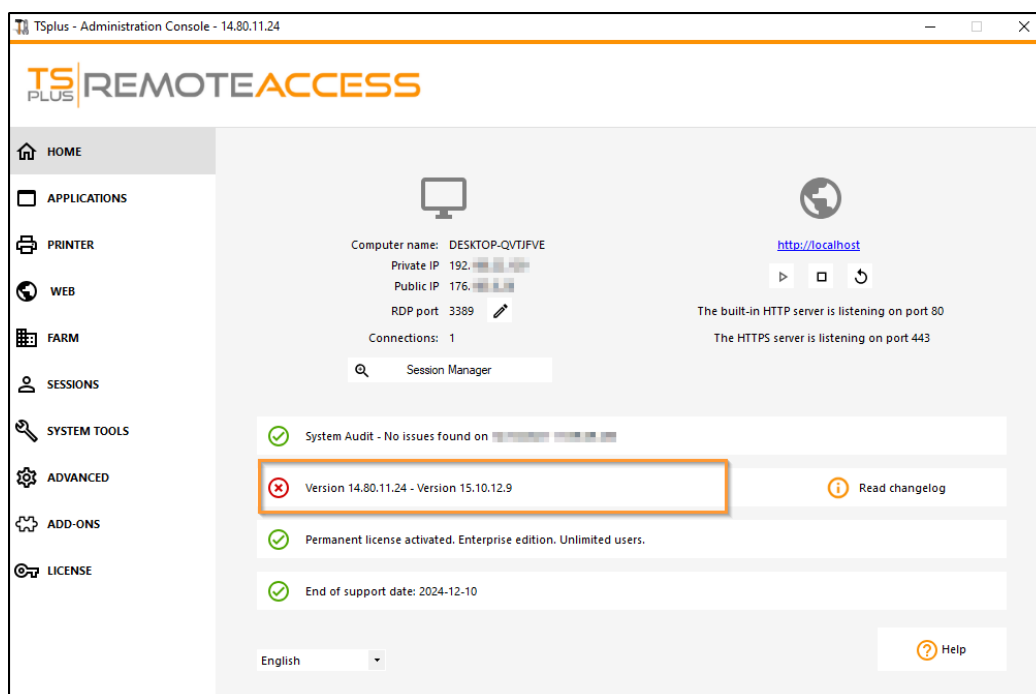 TSplus - Administration Console - 14.80.11.24
TS PLUS REMOTEACCESS
HOME
APPLICATIONS
PRINTER
WEB
FARM
SESSIONS
SYSTEM TOOLS
ADVANCED
ADD-ONS
LICENSE
Computer name: DESKTOP-QVTJFVE
Private IP 192.
Public IP 176.
RDP port 3389
Connections: 1
Session Manager
http://localhost
The built-in HTTP server is listening on port 80
The HTTPS server is listening on port 443
System Audit - No issues found on
Version 14.80.11.24 - Version 15.10.12.9
Read changelog
Permanent license activated. Enterprise edition. Unlimited users.
End of support date: 2024-12-10
English
Help